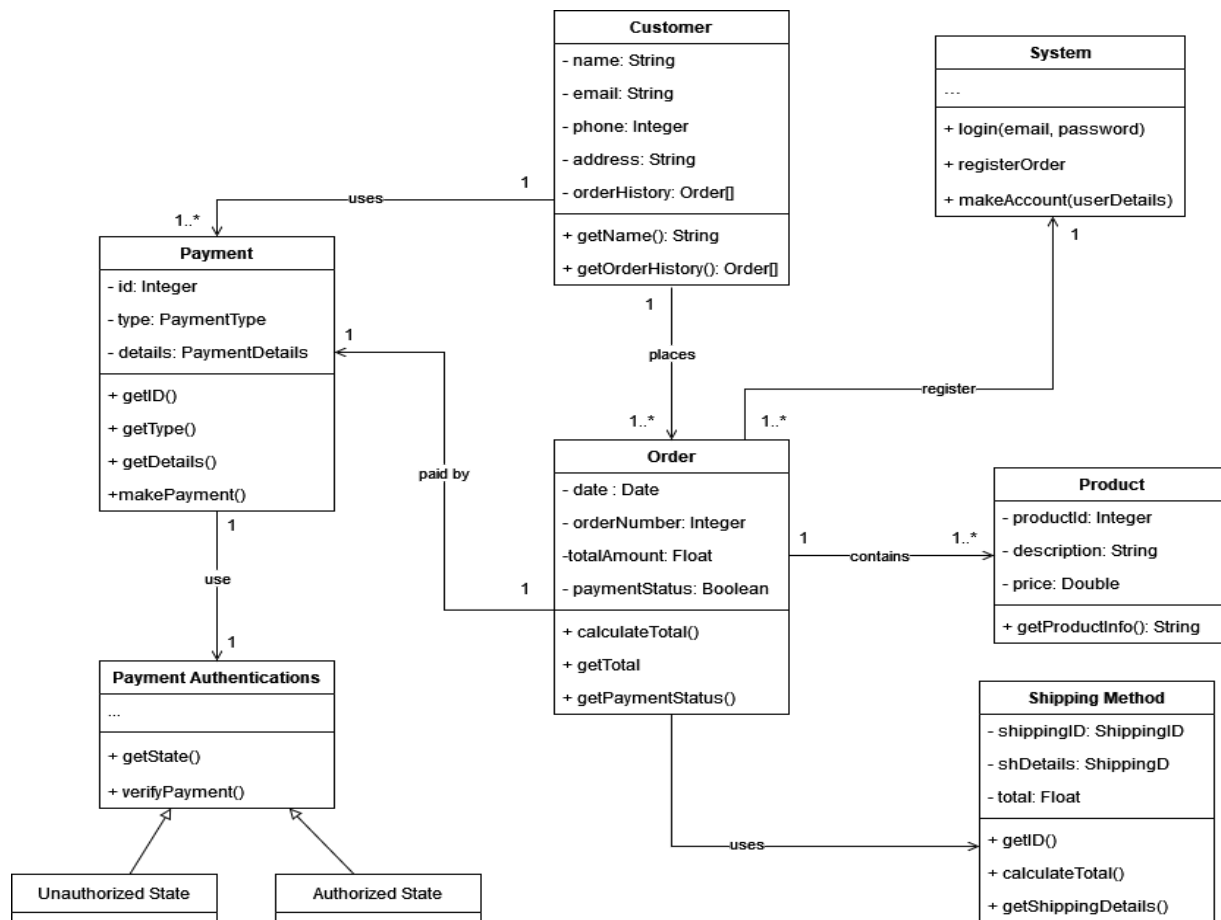 Customer
- name: String
- email: String
- phone: Integer
- address: String
- orderHistory: Order[]
+ getName(): String
+ getOrderHistory(): Order[]
System
...
+ login(email, password)
+ registerOrder
+ makeAccount(userDetails)
1
uses
1..*
Payment
- id: Integer
- type: PaymentType
- details: PaymentDetails
+ getID()
+ getType()
+ getDetails()
+makePayment()
1
places
1..*
1
register
1..*
1
paid by
1
Order
- date : Date
- orderNumber: Integer
-totalAmount: Float
- paymentStatus: Boolean
+ calculateTotal()
+ getTotal
+ getPaymentStatus()
1
contains
1..*
Product
- productId: Integer
- description: String
- price: Double
+ getProductInfo(): String
1
use
1
Payment Authentications
...
+ getState()
+ verifyPayment()
Unauthorized State
Authorized State
uses
Shipping Method
- shippingID: ShippingID
- shDetails: ShippingD
- total: Float
+ getID()
+ calculateTotal()
+ getShippingDetails()